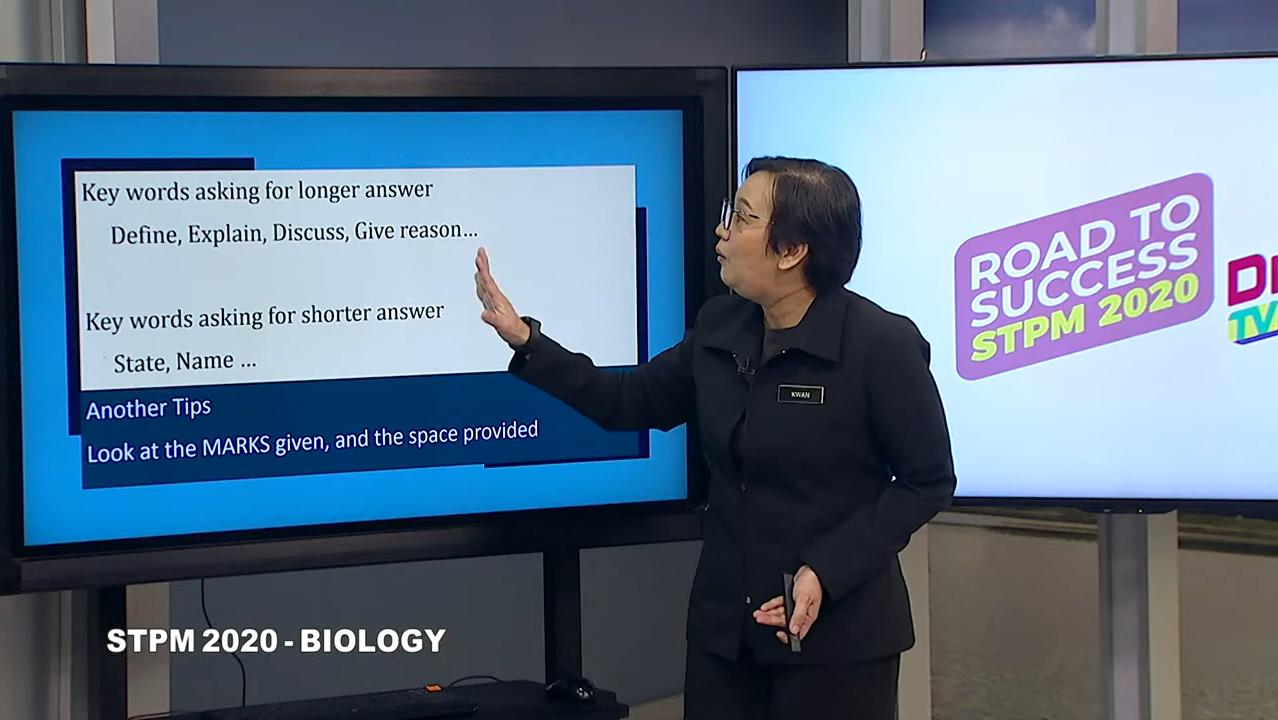 Key words asking for longer answer
Define, Explain, Discuss, Give reason...
Key words asking for shorter answer
State, Name ...
Another Tips
Look at the MARKS given, and the space provided
ROAD TO
SUCCESS
STPM 2020
TV
KWAN
STPM 2020 - BIOLOGY